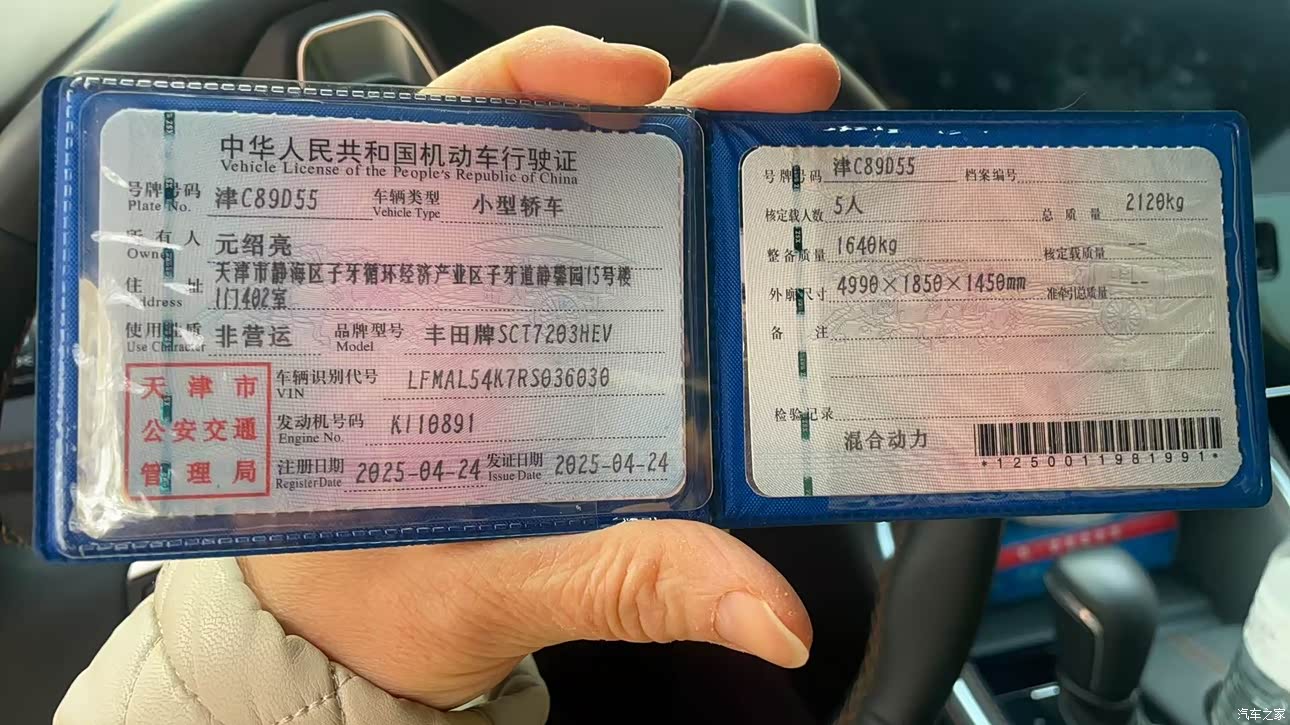 中华人民共和国机动车行驶证
Vehicle License of the People's Republic of China
号牌号码 津C89D55 车辆类型 小型轿车
Plate No. Vehicle Type
所有人 元绍亮
Owner
住址 天津市静海区子牙循环经济产业区子牙道静馨园15号楼
Address 1门402室
使用性质 非营运 品牌型号 丰田牌SCT7203HEV
Use Character Model
天津市
公安交通
管理局
车辆识别代号 LFMAL54K7RS036030
VIN
发动机号码 K110891
Engine No.
注册日期 2025-04-24 发证日期 2025-04-24
Register Date Issue Date
号牌号码 津C89D55 档案编号
核定载人数 5人 总质量 2120kg
整备质量 1640kg 核定载质量 --
外廓尺寸 4990×1850×1450mm 准牵引总质量 --
备注
检验记录
混合动力
*1250011981991*
汽车之家